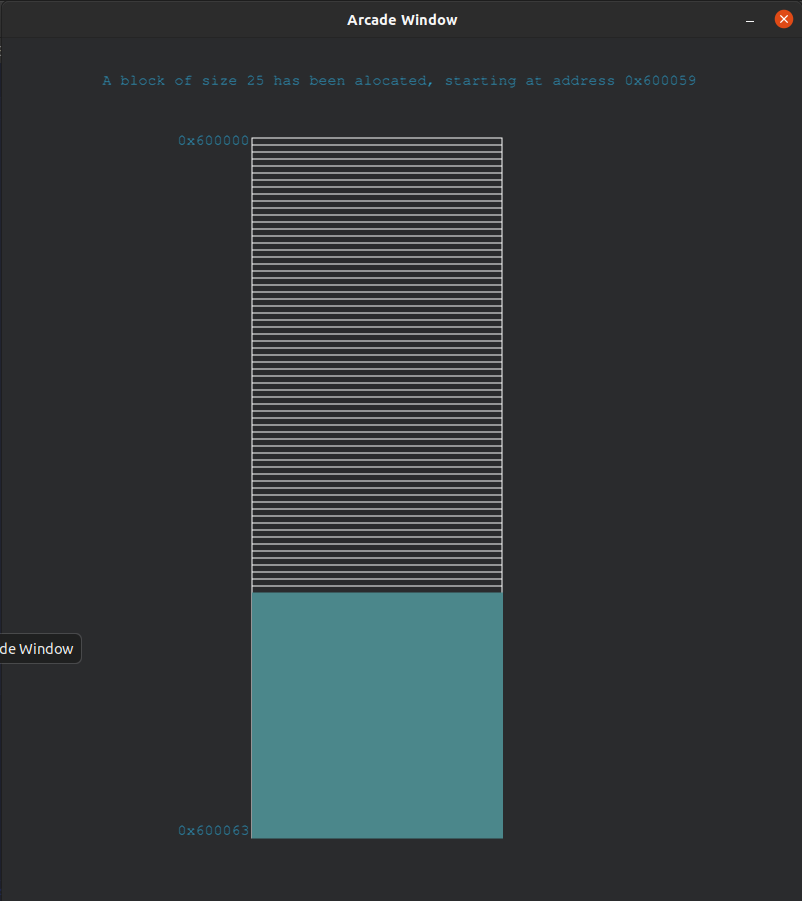 Arcade Window
A block of size 25 has been alocated, starting at address 0x600059
0x600000
de Window
0x600063